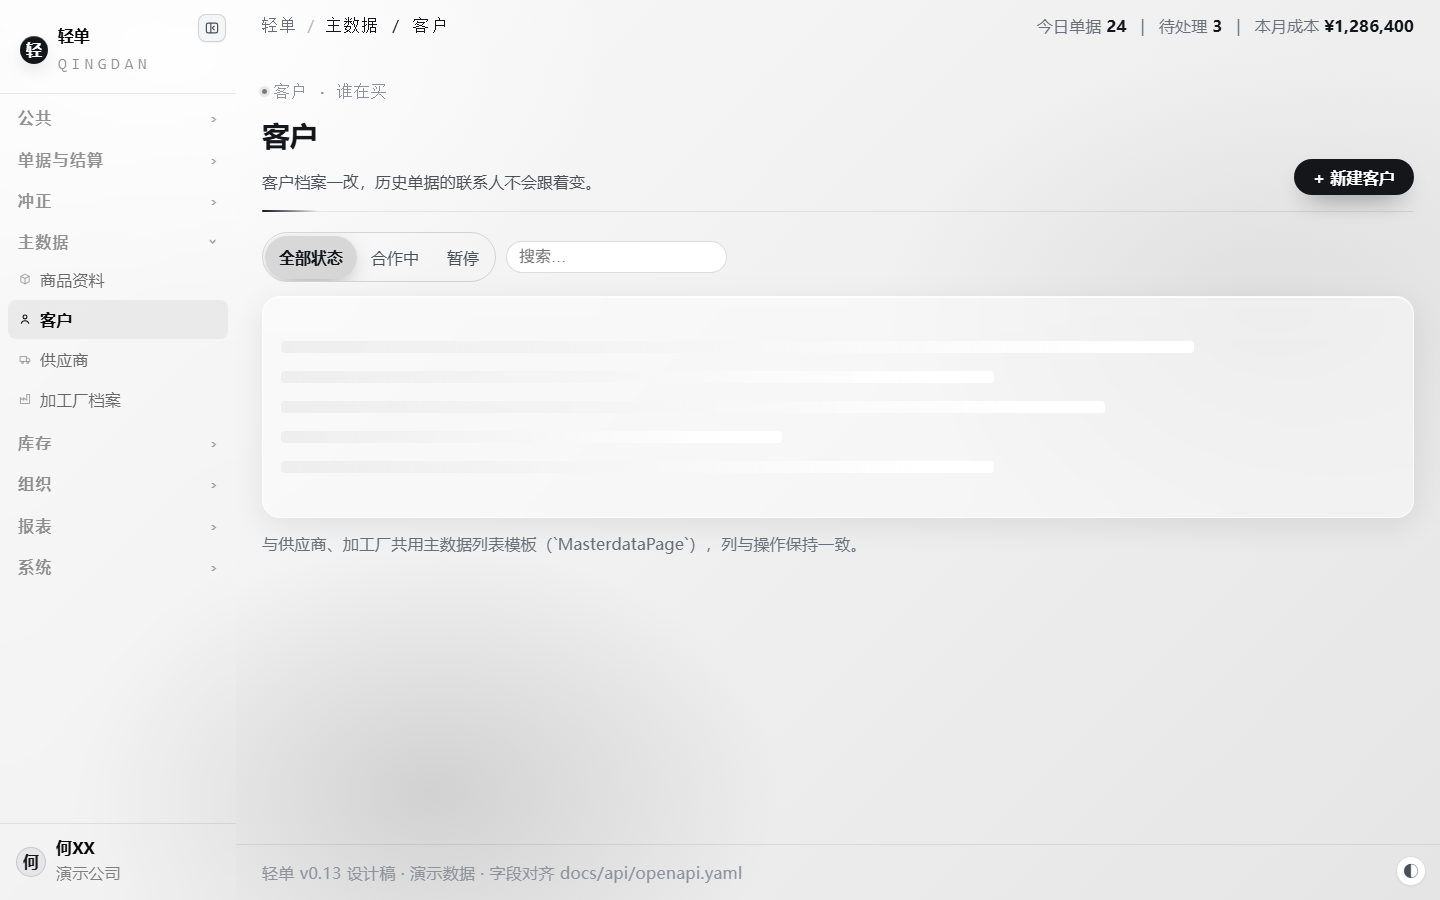 轻单
QINGDAN
轻
公共
单据与结算
冲正
主数据
商品资料
客户
供应商
加工厂档案
库存
组织
报表
系统
何
何XX
演示公司
轻单 / 主数据 / 客户
今日单据 24 | 待处理 3 | 本月成本 ¥1,286,400
客户 · 谁在买
客户
客户档案一改，历史单据的联系人不会跟着变。
+ 新建客户
全部状态 合作中 暂停 搜索...
与供应商、加工厂共用主数据列表模板（`MasterdataPage`），列与操作保持一致。
轻单 v0.13 设计稿 · 演示数据 · 字段对齐 docs/api/openapi.yaml